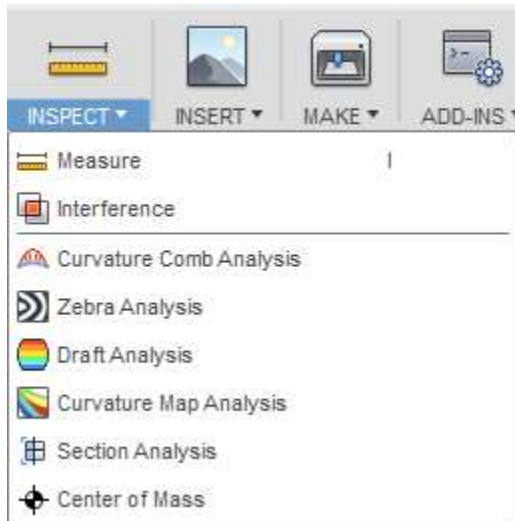 INSPECT INSERT MAKE ADD-INS
Measure I
Interference
Curvature Comb Analysis
Zebra Analysis
Draft Analysis
Curvature Map Analysis
Section Analysis
Center of Mass